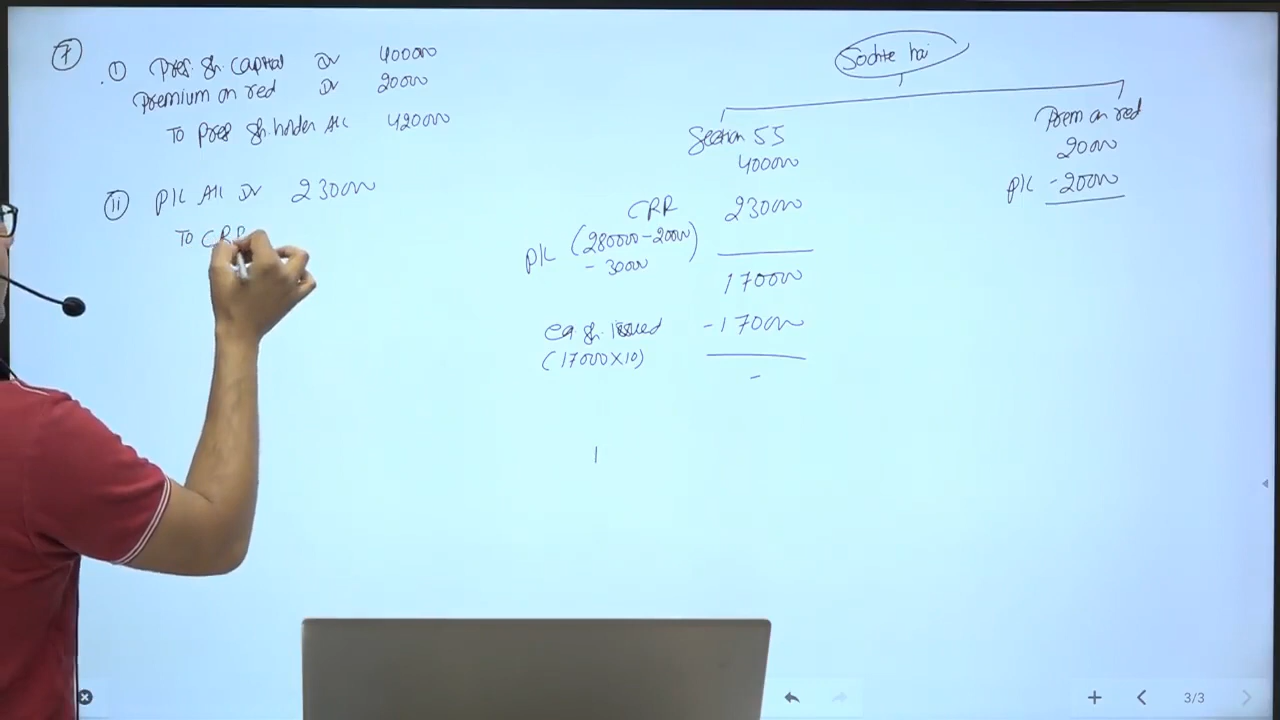 7
I Pref. Sh. Capital Dr 400000
Premium on red Dr 20000
To Pref Sh. holder A/c 420000
II P/L A/c Dr 230000
To CRR
Sochte hai
Section 55
400000
CRR 230000
P/L (280000-20000)
- 30000
170000
eq. sh. issued -170000
(17000×10)
-
Prem on red
20000
P/L -20000
3/3